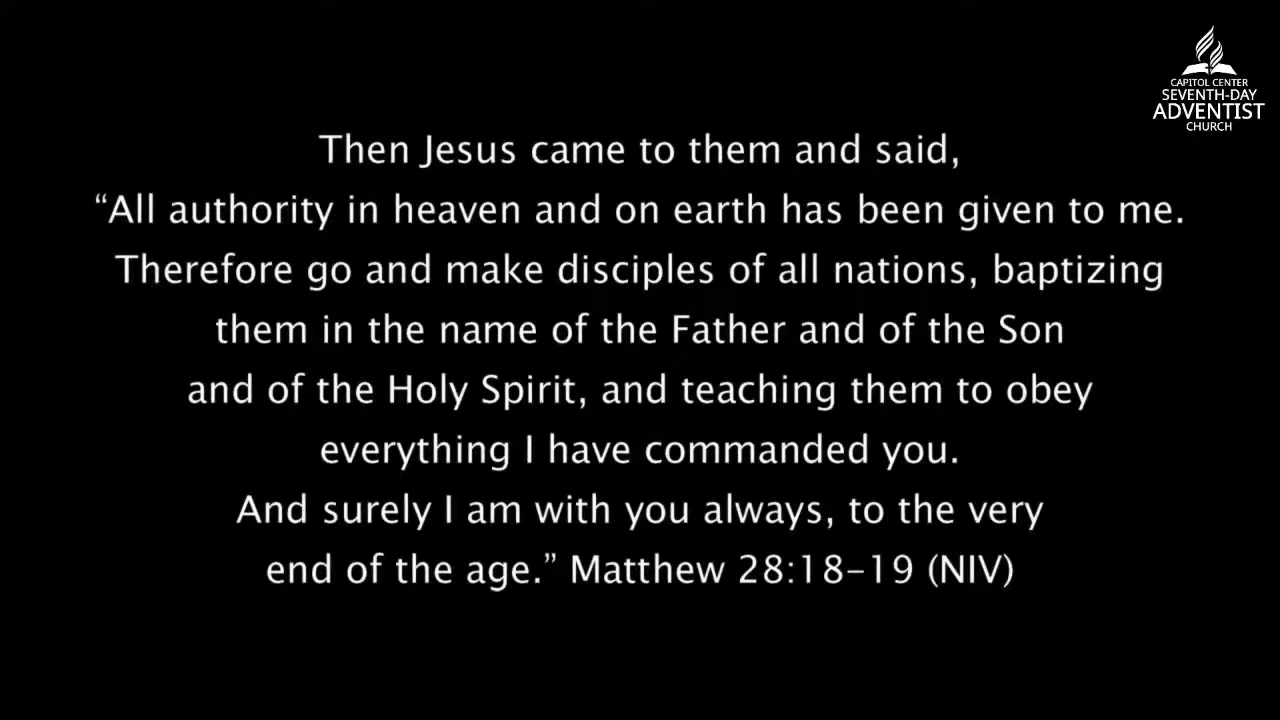 CAPITOL CENTER
SEVENTH-DAY
ADVENTIST
CHURCH
Then Jesus came to them and said,
“All authority in heaven and on earth has been given to me.
Therefore go and make disciples of all nations, baptizing
them in the name of the Father and of the Son
and of the Holy Spirit, and teaching them to obey
everything I have commanded you.
And surely I am with you always, to the very
end of the age.” Matthew 28:18–19 (NIV)